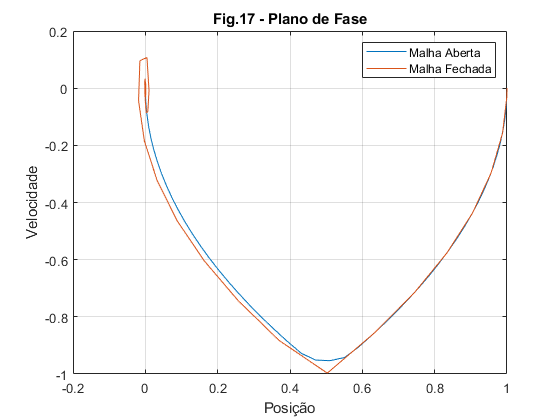 Fig.17 - Plano de Fase
Malha Aberta
Malha Fechada
Velocidade
0.2
0
-0.2
-0.4
-0.6
-0.8
-1
-0.2 0 0.2 0.4 0.6 0.8 1
Posição